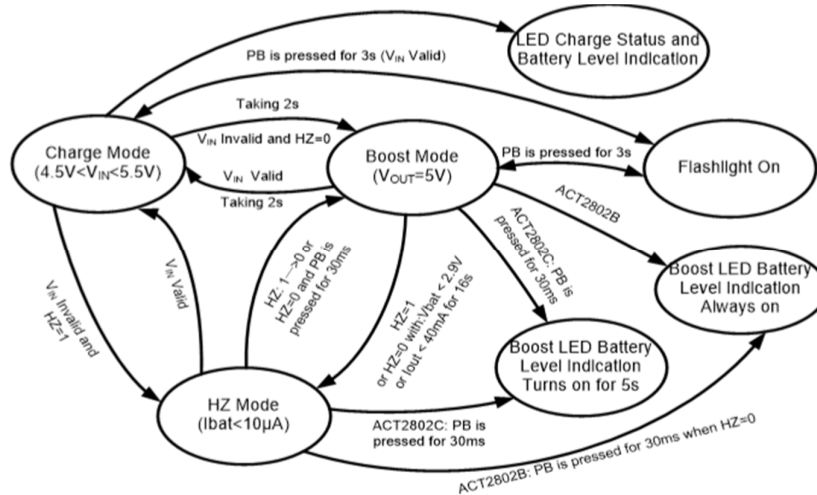 LED Charge Status and
Battery Level Indication
PB is pressed for 3s (VIN Valid)
Taking 2s
VIN Invalid and HZ=0
Charge Mode
(4.5V<VIN<5.5V)
Boost Mode
(VOUT=5V)
PB is pressed for 3s
Flashlight On
VIN Valid
Taking 2s
ACT2802B
ACT2802C: PB is
pressed for 30ms
Boost LED Battery
Level Indication
Always on
VIN Invalid and
HZ=1
VIN Valid
HZ: 1--->0 or
HZ=0 and PB is
pressed for 30ms
HZ=1
or HZ=0 with:Vbat < 2.9V
or Iout < 40mA for 16s
Boost LED Battery
Level Indication
Turns on for 5s
HZ Mode
(Ibat<10µA)
ACT2802C: PB is
pressed for 30ms
ACT2802B: PB is pressed for 30ms when HZ=0